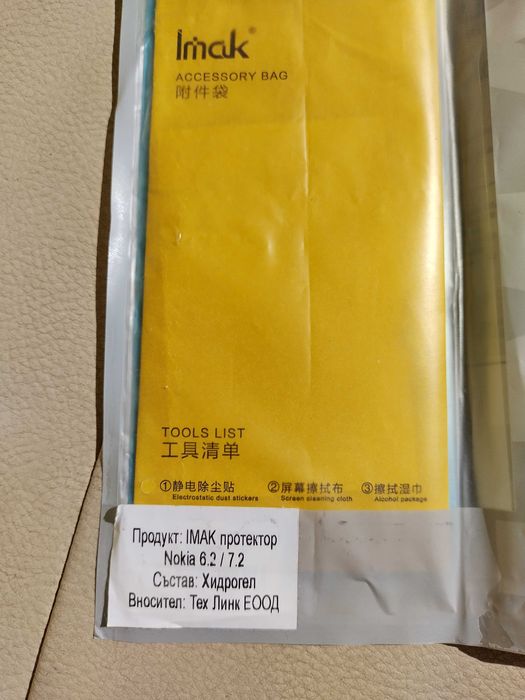 Imak®
ACCESSORY BAG
附件袋
TOOLS LIST
工具清单
①静电除尘贴 ②屏幕擦拭布 ③擦拭湿巾
Electrostatic dust stickers Screen cleaning cloth Alcohol package
Продукт: IMAK протектор
Nokia 6.2 / 7.2
Състав: Хидрогел
Вносител: Тех Линк ЕООД